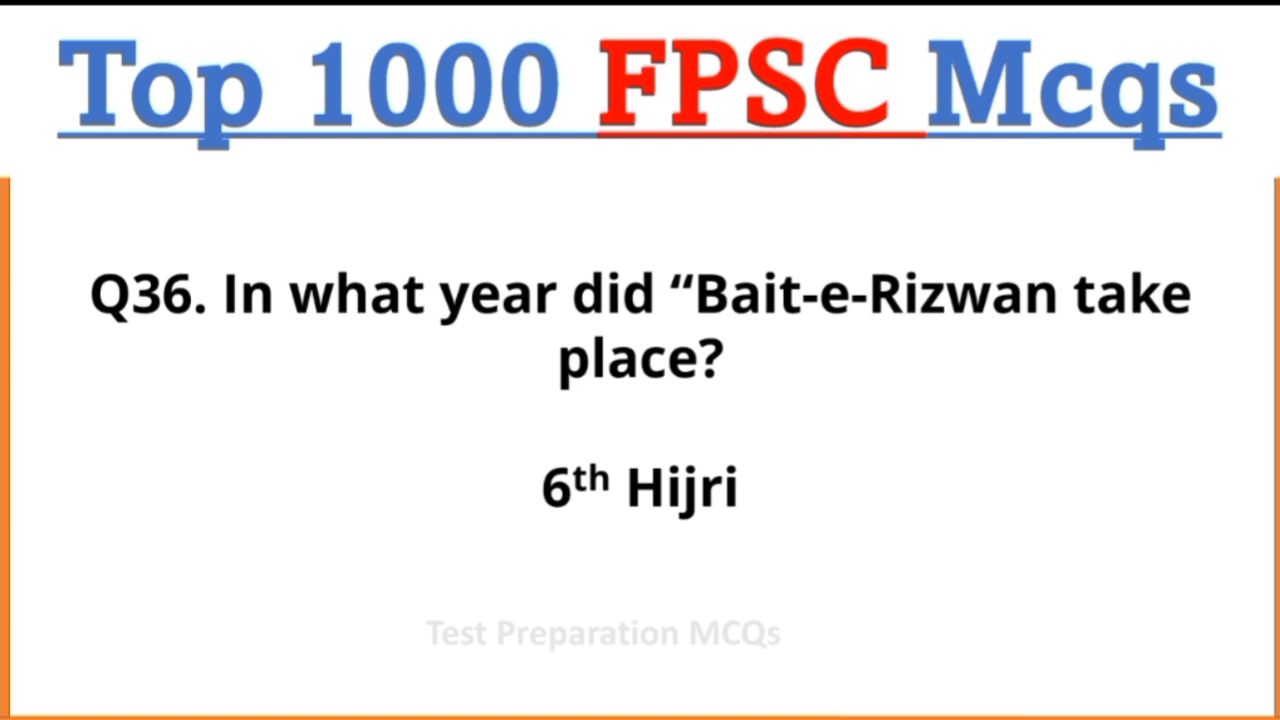 Top 1000 FPSC Mcqs
Q36. In what year did “Bait-e-Rizwan take
place?
6th Hijri
Test Preparation MCQs